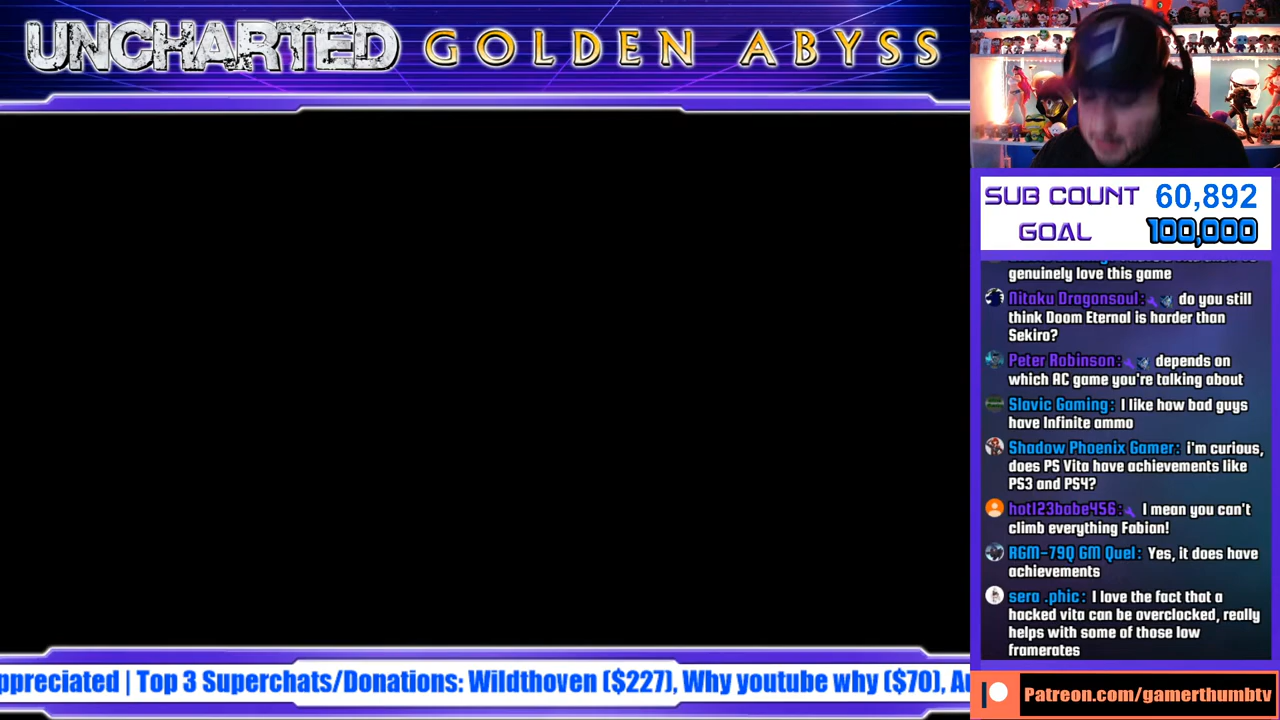 UNCHARTED GOLDEN ABYSS
SUB COUNT 60,892
GOAL 100,000
genuinely love this game
Nitaku Dragonsoul: do you still
think Doom Eternal is harder than
Sekiro?
Peter Robinson: depends on
which AC game you're talking about
Slavic Gaming: I like how bad guys
have Infinite ammo
Shadow Phoenix Gamer: i'm curious,
does PS Vita have achievements like
PS3 and PS4?
hot123babe456: I mean you can't
climb everything Fabian!
RGM-79Q GM Quel: Yes, it does have
achievements
sera .phic: I love the fact that a
hacked vita can be overclocked, really
helps with some of those low
framerates
ppreciated | Top 3 Superchats/Donations: Wildthoven ($227), Why youtube why ($70),
Patreon.com/gamerthumbtv